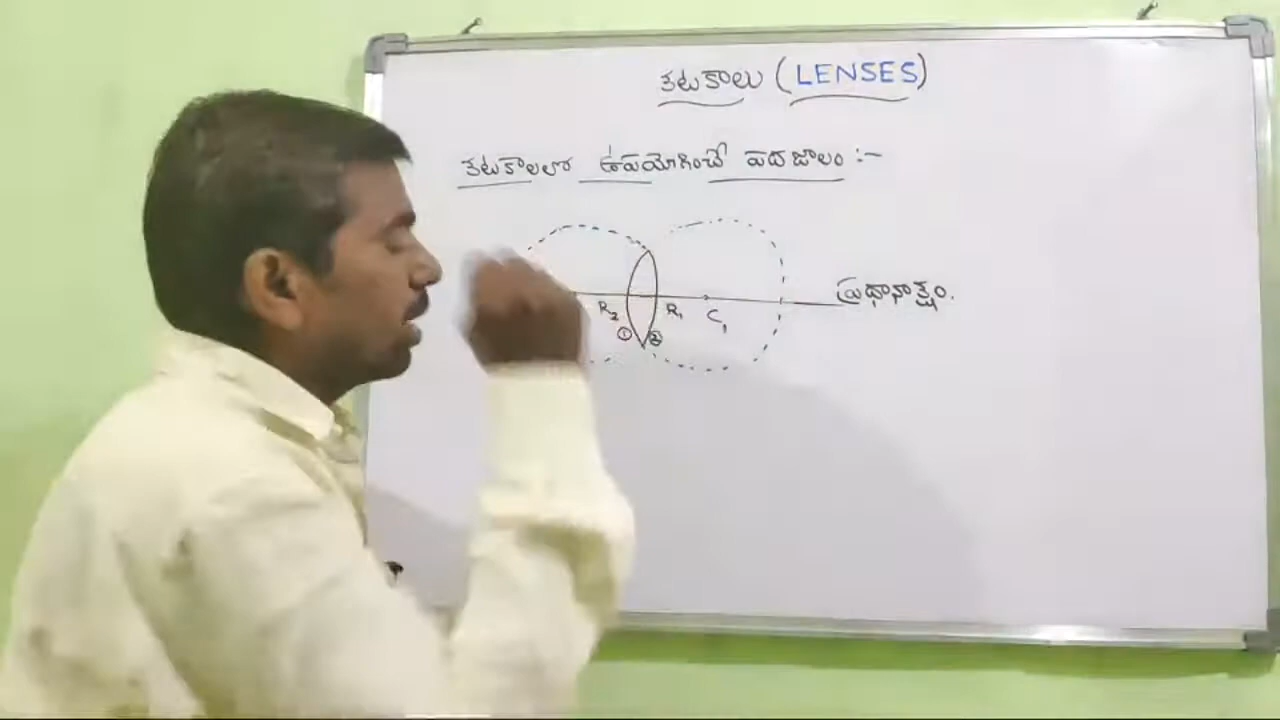 కటకాలు (LENSES)
కటకాలలో ఉపయోగించే పదజాలం :-
ప్రధానాక్షం.
R₂ R₁ C₁
① ②